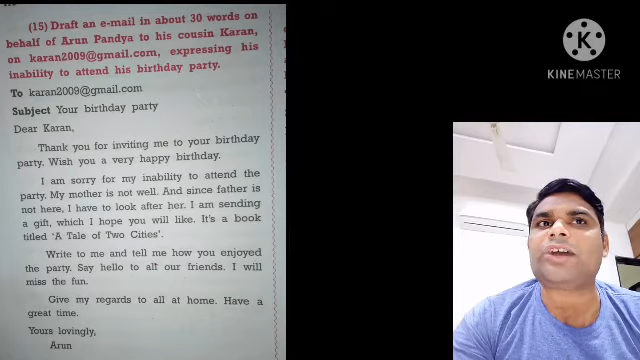 (15) Draft an e-mail in about 30 words on
behalf of Arun Pandya to his cousin Karan,
on karan2009@gmail.com, expressing his
inability to attend his birthday party.
To karan2009@gmail.com
Subject Your birthday party
Dear Karan,
Thank you for inviting me to your birthday
party. Wish you a very happy birthday.
I am sorry for my inability to attend the
party. My mother is not well. And since father is
not here, I have to look after her. I am sending
a gift, which I hope you will like. It's a book
titled 'A Tale of Two Cities'.
Write to me and tell me how you enjoyed
the party. Say hello to all our friends. I will
miss the fun.
Give my regards to all at home. Have a
great time.
Yours lovingly,
Arun
K
KINEMASTER